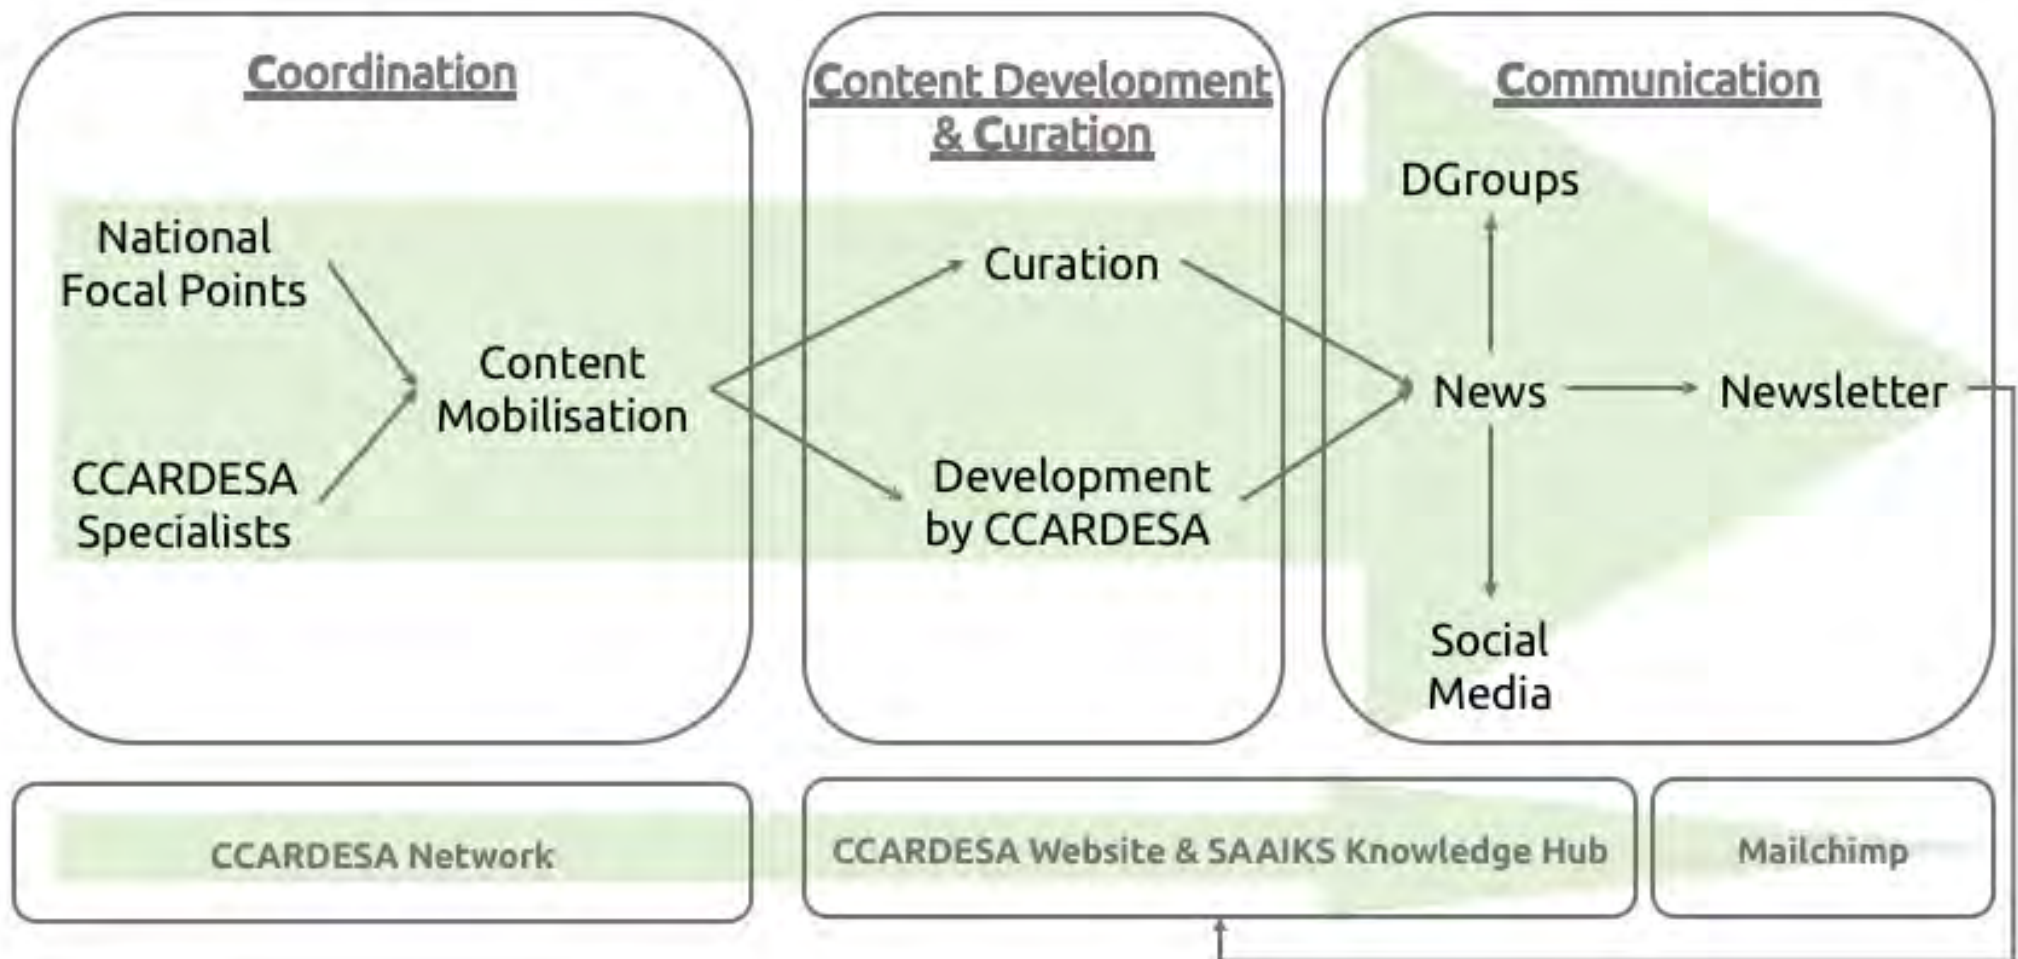 Coordination
National
Focal Points
CCARDESA
Specialists
Content
Mobilisation
Content Development
& Curation
Curation
Development
by CCARDESA
Communication
DGroups
News
Newsletter
Social
Media
CCARDESA Network
CCARDESA Website & SAAIKS Knowledge Hub
Mailchimp